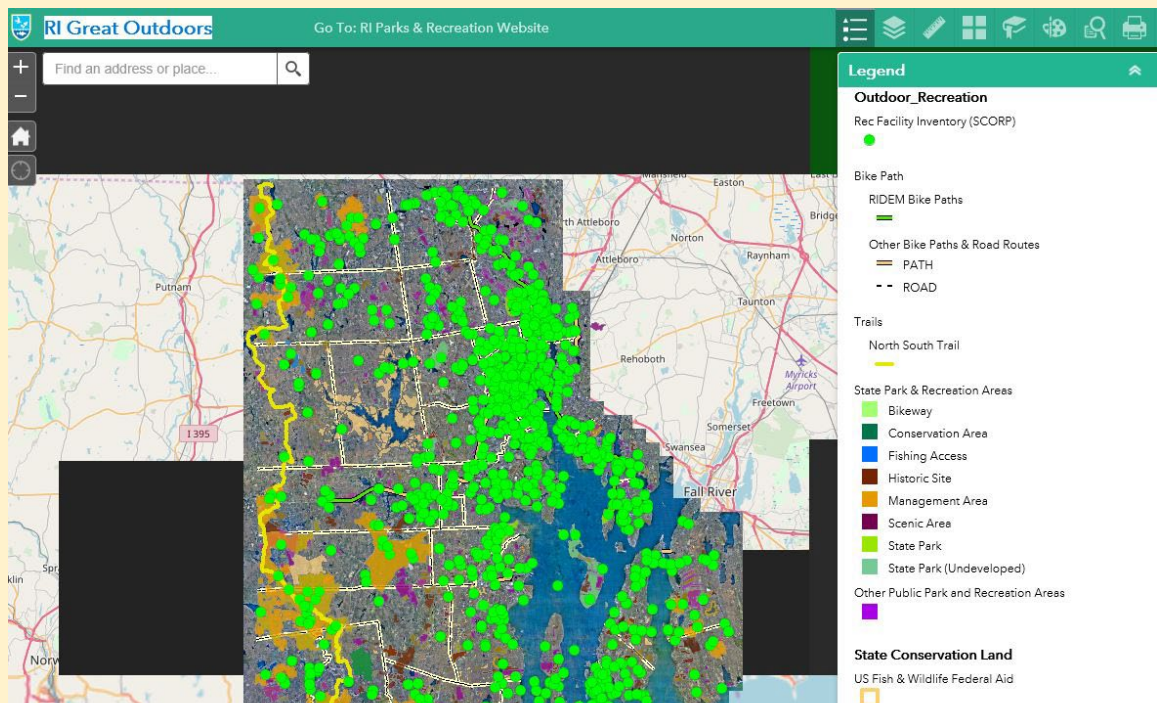 RI Great Outdoors
Go To: RI Parks & Recreation Website
+
Find an address or place...
−
Legend
Outdoor_Recreation
Rec Facility Inventory (SCORP)
Bike Path
RIDEM Bike Paths
Other Bike Paths & Road Routes
PATH
ROAD
Trails
North South Trail
State Park & Recreation Areas
Bikeway
Conservation Area
Fishing Access
Historic Site
Management Area
Scenic Area
State Park
State Park (Undeveloped)
Other Public Park and Recreation Areas
State Conservation Land
US Fish & Wildlife Federal Aid
Easton
Attleboro
Norton
Attleboro
Raynham
Putnam
Taunton
Rehoboth
Myricks
Airport
Freetown
Somerset
I 395
Swansea
Fall River